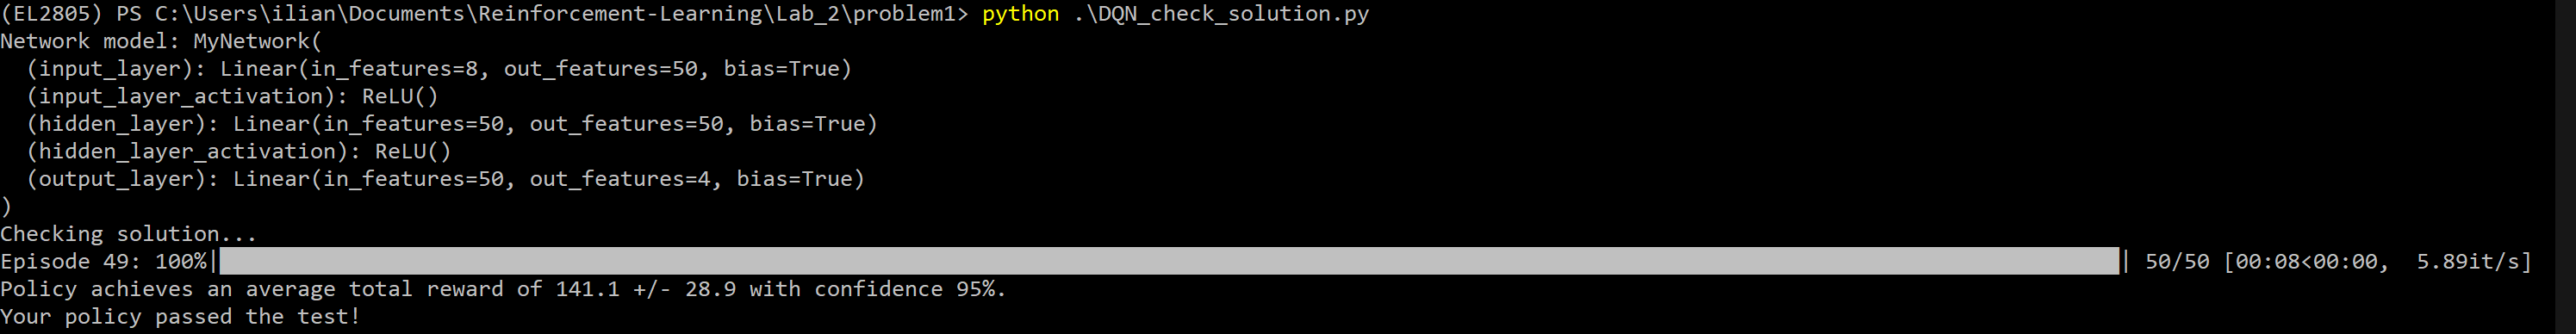 (EL2805) PS C:\Users\ilian\Documents\Reinforcement-Learning\Lab_2\problem1> python .\DQN_check_solution.py
Network model: MyNetwork(
  (input_layer): Linear(in_features=8, out_features=50, bias=True)
  (input_layer_activation): ReLU()
  (hidden_layer): Linear(in_features=50, out_features=50, bias=True)
  (hidden_layer_activation): ReLU()
  (output_layer): Linear(in_features=50, out_features=4, bias=True)
)
Checking solution...
Episode 49: 100%|| 50/50 [00:08<00:00,  5.89it/s]
Policy achieves an average total reward of 141.1 +/- 28.9 with confidence 95%.
Your policy passed the test!